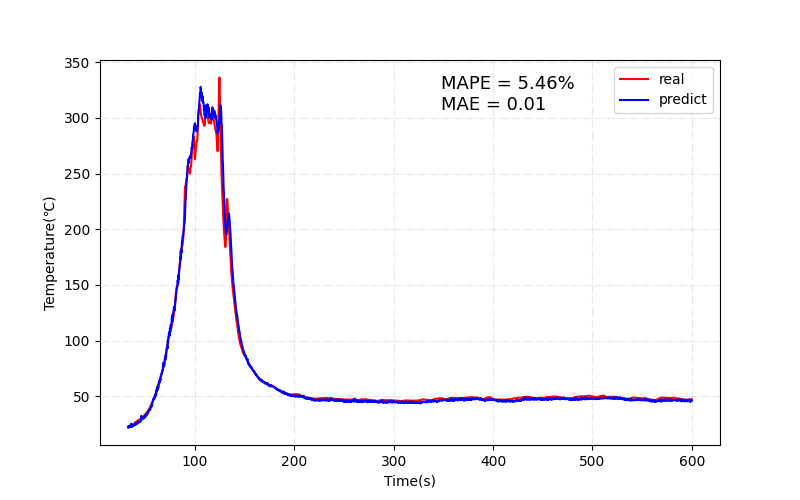 MAPE = 5.46%
MAE = 0.01
real
predict
350
300
250
200
150
100
50
Temperature(℃)
100 200 300 400 500 600
Time(s)